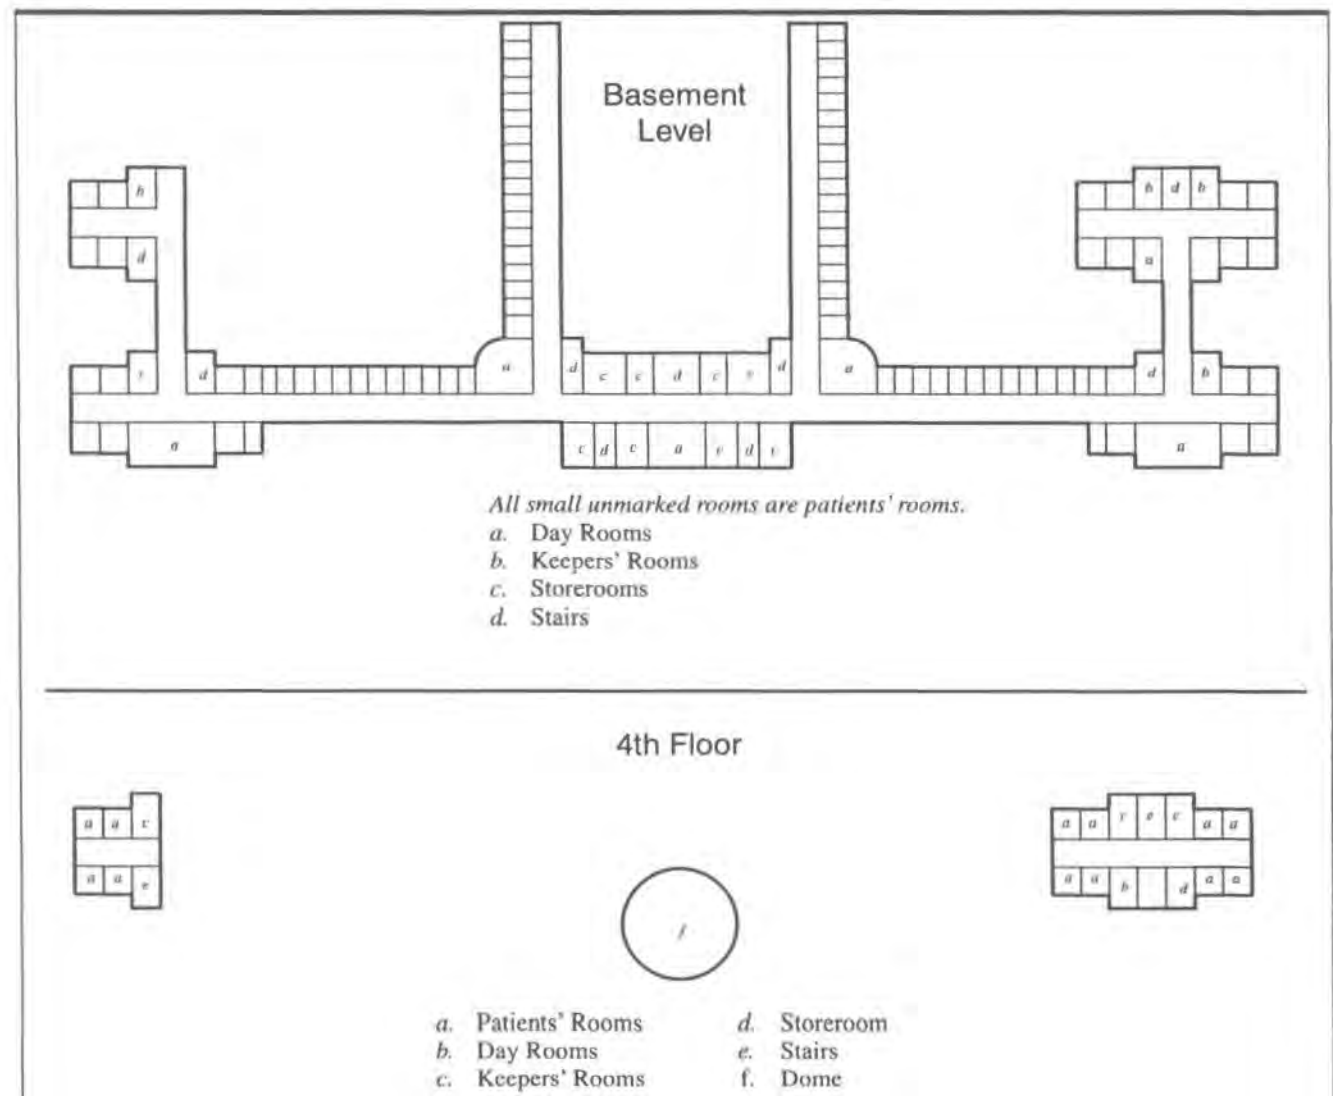 Basement
Level
b
b d b
d
a
d
d b
a
d
a
d c c d c d
a
a
c d c a c d c
a
All small unmarked rooms are patients' rooms.
a. Day Rooms
b. Keepers' Rooms
c. Storerooms
d. Stairs
4th Floor
a a c
a a e
a a e c a a
a a b d a a
f
a. Patients' Rooms
d. Storeroom
b. Day Rooms
e. Stairs
c. Keepers' Rooms
f. Dome